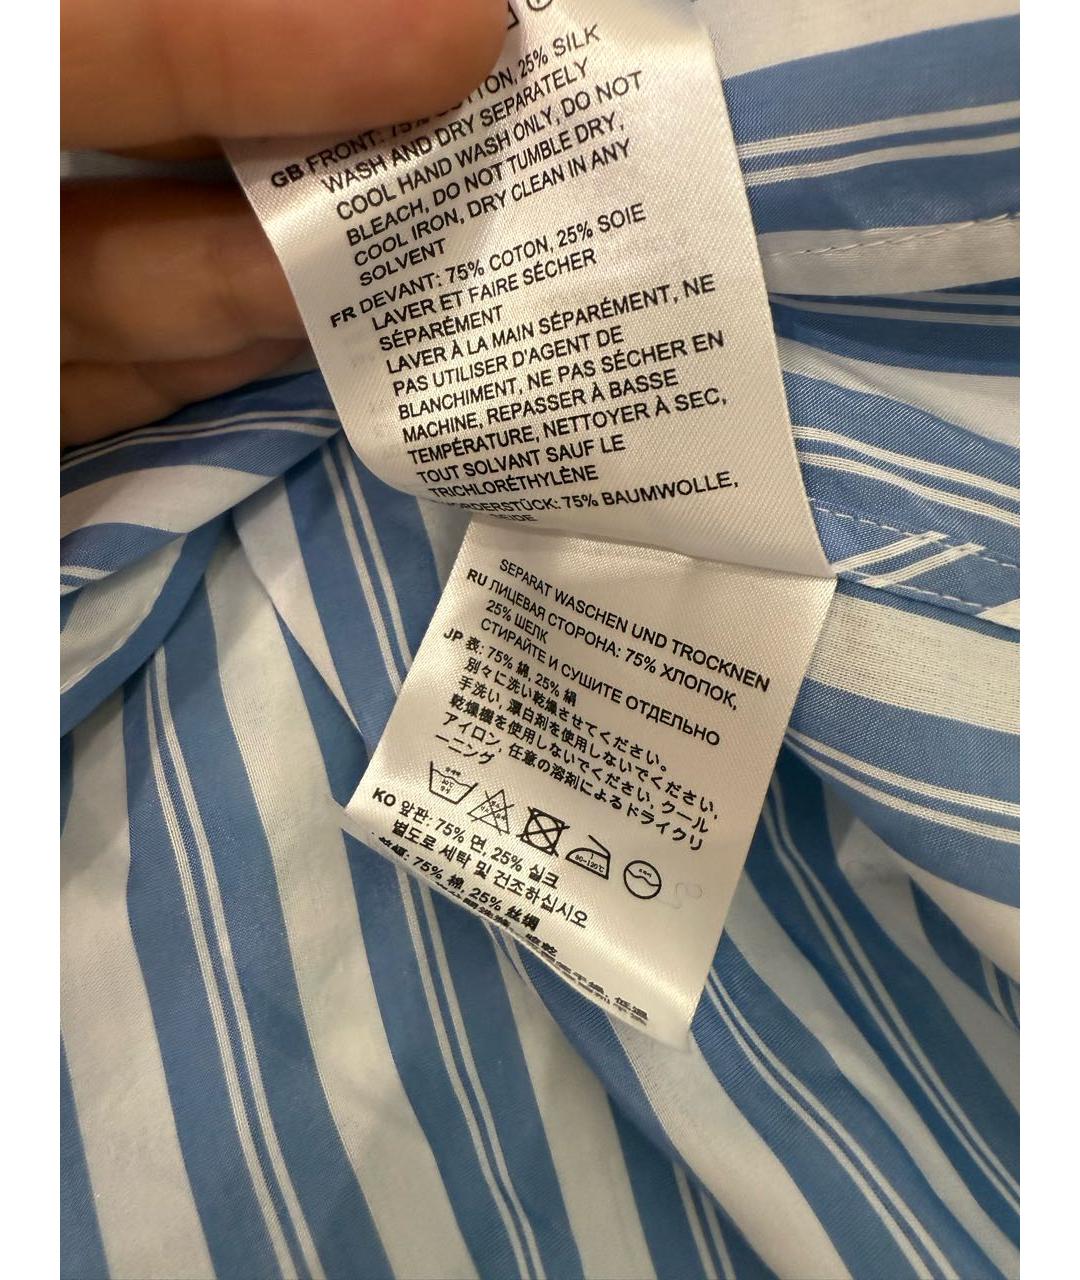 GB FRONT: 75% COTTON, 25% SILK
WASH AND DRY SEPARATELY
COOL HAND WASH ONLY, DO NOT
BLEACH, DO NOT TUMBLE DRY,
COOL IRON, DRY CLEAN IN ANY
SOLVENT
FR DEVANT: 75% COTON, 25% SOIE
LAVER ET FAIRE SÉCHER
SÉPARÉMENT
LAVER À LA MAIN SÉPARÉMENT, NE
PAS UTILISER D'AGENT DE
BLANCHIMENT, NE PAS SÉCHER EN
MACHINE, REPASSER À BASSE
TEMPÉRATURE, NETTOYER À SEC,
TOUT SOLVANT SAUF LE
TRICHLORÉTHYLÈNE
75% BAUMWOLLE,
SEPARAT WASCHEN UND TROCKNEN
RU ЛИЦЕВАЯ СТОРОНА: 75% ХЛОПОК,
25% ШЕЛК
СТИРАЙТЕ И СУШИТЕ ОТДЕЛЬНО
JP 表: 75% 綿, 25% 絹
別々に洗い乾燥させてください。
手洗い, 漂白剤を使用しないでください,
乾燥機を使用しないでください, クール
アイロン, 任意の溶剤によるドライクリ
ーニング
80~120℃
KO 앞판: 75% 면, 25% 실크
별도로 세탁 및 건조하십시오
75% 棉, 25% 丝绸